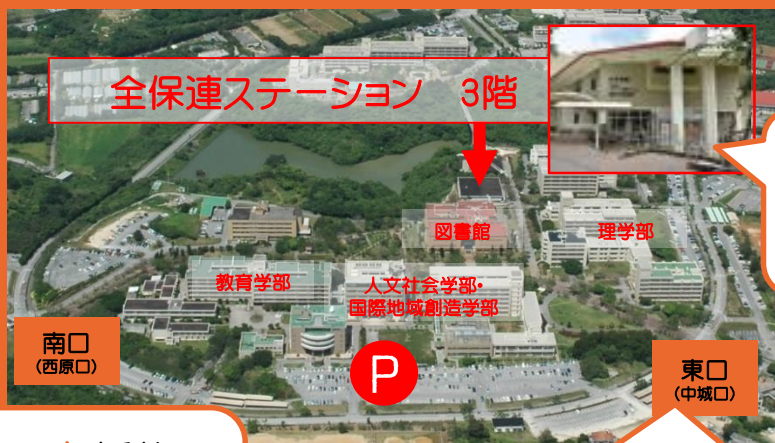 全保連ステーション 3階
図書館
理学部
教育学部
人文社会学部・
国際地域創造学部
南口
(西原口)
P
東口
(中城口)